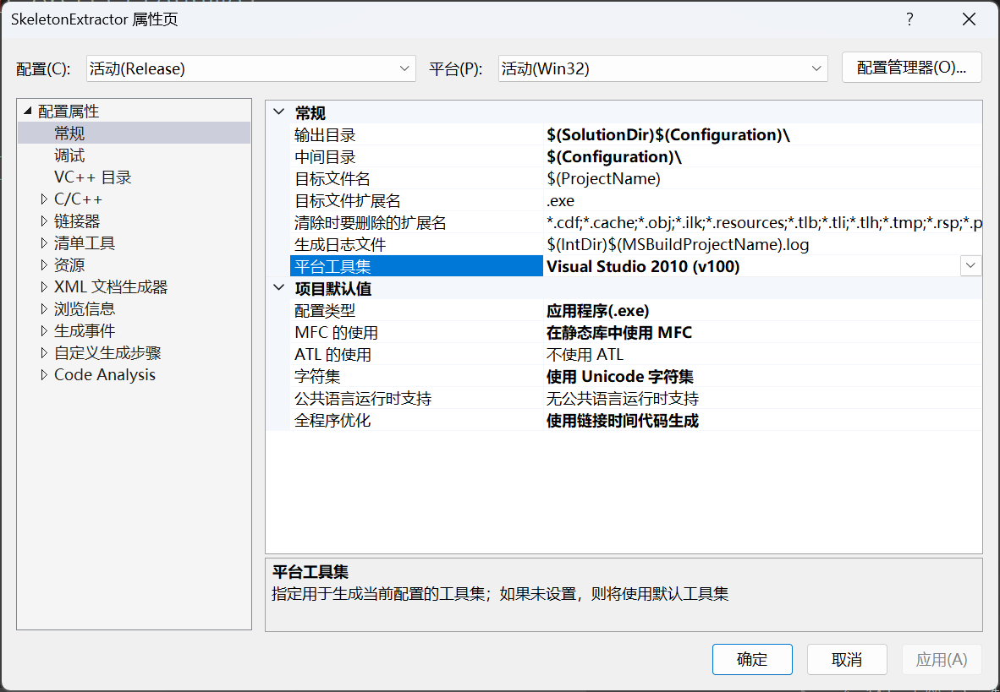 SkeletonExtractor 属性页
配置(C): 活动(Release) 平台(P): 活动(Win32) 配置管理器(O)...
配置属性
常规
调试
VC++ 目录
C/C++
链接器
清单工具
资源
XML 文档生成器
浏览信息
生成事件
自定义生成步骤
Code Analysis
常规
输出目录 $(SolutionDir)$(Configuration)\
中间目录 $(Configuration)\
目标文件名 $(ProjectName)
目标文件扩展名 .exe
清除时要删除的扩展名 *.cdf;*.cache;*.obj;*.ilk;*.resources;*.tlb;*.tli;*.tlh;*.tmp;*.rsp;*.p
生成日志文件 $(IntDir)$(MSBuildProjectName).log
平台工具集 Visual Studio 2010 (v100)
项目默认值
配置类型 应用程序(.exe)
MFC 的使用 在静态库中使用 MFC
ATL 的使用 不使用 ATL
字符集 使用 Unicode 字符集
公共语言运行时支持 无公共语言运行时支持
全程序优化 使用链接时间代码生成
平台工具集
指定用于生成当前配置的工具集；如果未设置，则将使用默认工具集
确定 取消 应用(A)